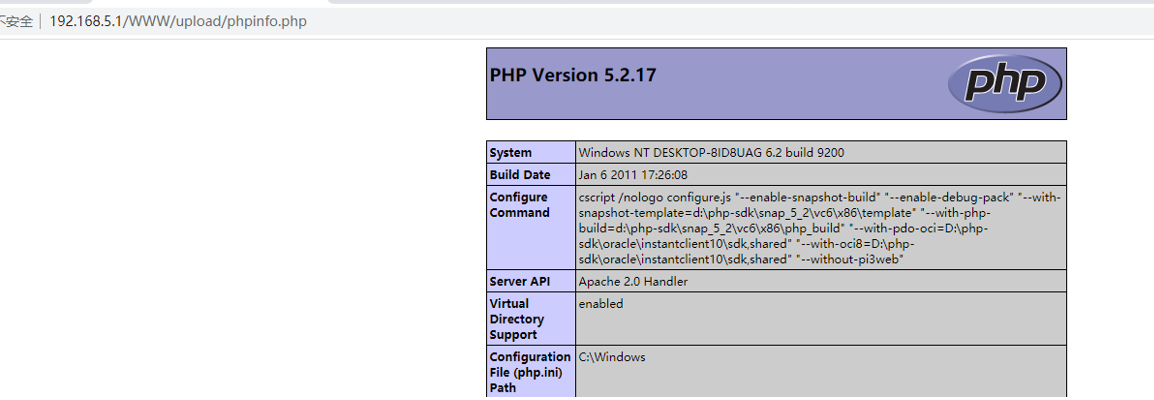 不安全 192.168.5.1/WWW/upload/phpinfo.php
PHP Version 5.2.17
php
System Windows NT DESKTOP-8ID8UAG 6.2 build 9200
Build Date Jan 6 2011 17:26:08
Configure cscript /nologo configure.js "--enable-snapshot-build" "--enable-debug-pack" "--with-
Command snapshot-template=d:\php-sdk\snap_5_2\vc6\x86\template" "--with-php-
build=d:\php-sdk\snap_5_2\vc6\x86\php_build" "--with-pdo-oci=D:\php-
sdk\oracle\instantclient10\sdk,shared" "--with-oci8=D:\php-
sdk\oracle\instantclient10\sdk,shared" "--without-pi3web"
Server API Apache 2.0 Handler
Virtual enabled
Directory
Support
Configuration C:\Windows
File (php.ini)
Path